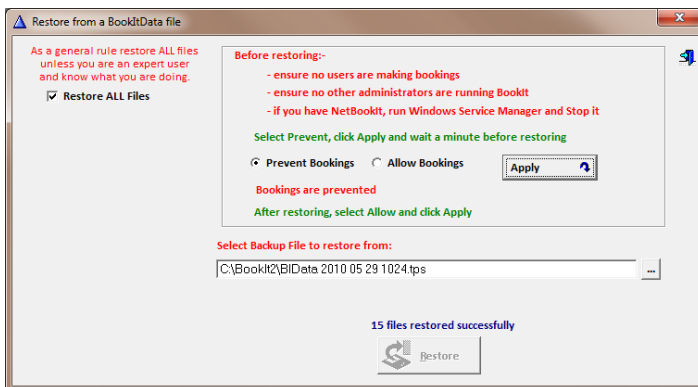 Restore from a BookItData file
As a general rule restore ALL files
unless you are an expert user
and know what you are doing.
Restore ALL Files
Before restoring:-
- ensure no users are making bookings
- ensure no other administrators are running BookIt
- if you have NetBookIt, run Windows Service Manager and Stop it
Select Prevent, click Apply and wait a minute before restoring
Prevent Bookings Allow Bookings Apply
Bookings are prevented
After restoring, select Allow and click Apply
Select Backup File to restore from:
C:\BookIt2\BIData 2010 05 29 1024.tps ...
15 files restored successfully
Restore